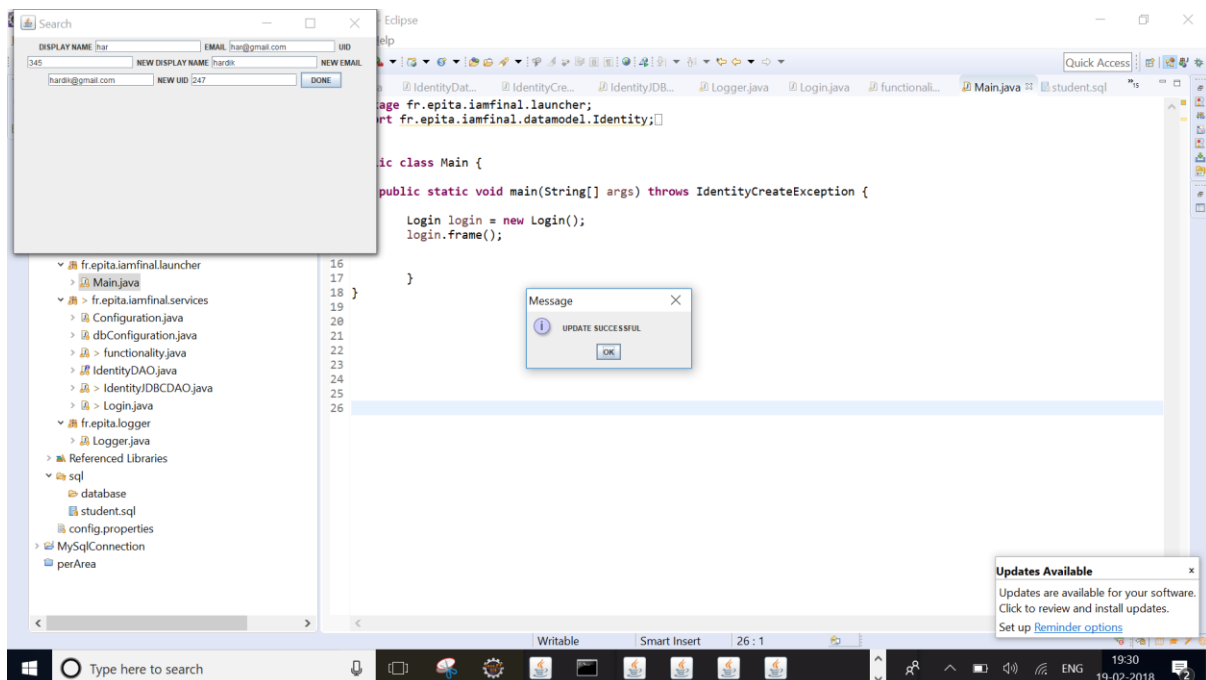 Search
DISPLAY NAME har EMAIL har@gmail.com UID
345 NEW DISPLAY NAME hardik NEW EMAIL
hardik@gmail.com NEW UID 247 DONE
- Eclipse
elp
Quick Access
IdentityDat... IdentityCre... IdentityJDB... Logger.java Login.java functionali... Main.java student.sql »15
age fr.epita.iamfinal.launcher;
rt fr.epita.iamfinal.datamodel.Identity;
ic class Main {
public static void main(String[] args) throws IdentityCreateException {
Login login = new Login();
login.frame();
16
17 }
18 }
19
20
21
22
23
24
25
26
fr.epita.iamfinal.launcher
> Main.java
> fr.epita.iamfinal.services
> Configuration.java
> dbConfiguration.java
> > functionality.java
> IdentityDAO.java
> > IdentityJDBCDAO.java
> > Login.java
fr.epita.logger
> Logger.java
> Referenced Libraries
sql
database
student.sql
config.properties
> MySqlConnection
perArea
Message
UPDATE SUCCESSFUL
OK
Updates Available x
Updates are available for your software.
Click to review and install updates.
Set up Reminder options
Writable Smart Insert 26 : 1
Type here to search
ENG
19:30
19-02-2018
2